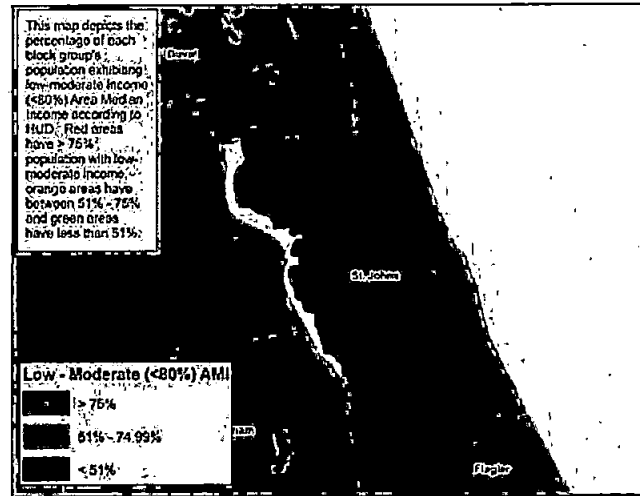 This map depicts the
percentage of each
block group's
population exhibiting
low-moderate income
(<80%) Area Median
Income according to
HUD. Red areas
have > 75%
population with low-
moderate income,
orange areas have
between 51% - 75%
and green areas
have less than 51%.
Duval
St. Johns
Low - Moderate (<80%) AMI
> 75%
51% - 74.99%
< 51%
nam
Flagler